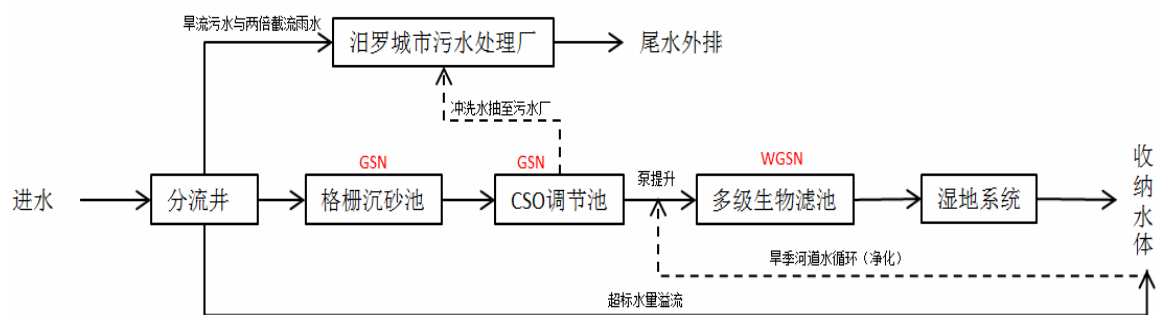 旱流污水与两倍截流雨水
汨罗城市污水处理厂
尾水外排
冲洗水抽至污水厂
GSN
GSN
WGSN
进水
分流井
格栅沉砂池
CSO调节池
泵提升
多级生物滤池
湿地系统
收纳水体
旱季河道水循环（净化）
超标水量溢流